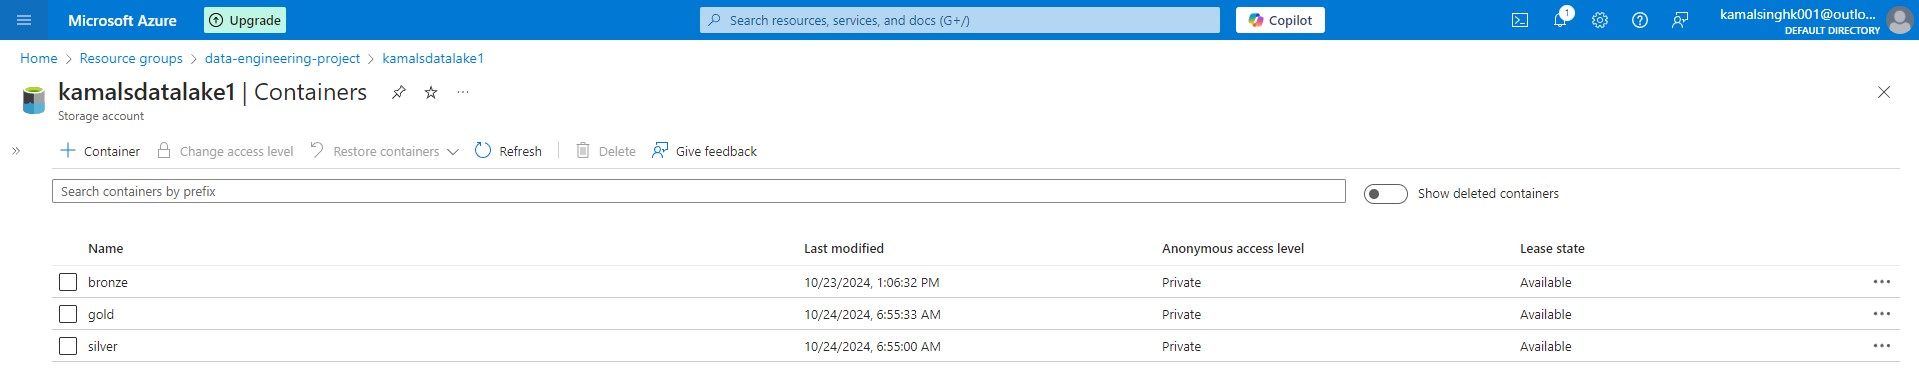 Microsoft Azure Upgrade Search resources, services, and docs (G+/) Copilot 1 kamalsinghk001@outlo...
DEFAULT DIRECTORY
Home > Resource groups > data-engineering-project > kamalsdatalake1
kamalsdatalake1 | Containers ...
Storage account
+ Container Change access level Restore containers Refresh Delete Give feedback
Search containers by prefix Show deleted containers
Name Last modified Anonymous access level Lease state
bronze 10/23/2024, 1:06:32 PM Private Available ...
gold 10/24/2024, 6:55:33 AM Private Available ...
silver 10/24/2024, 6:55:00 AM Private Available ...